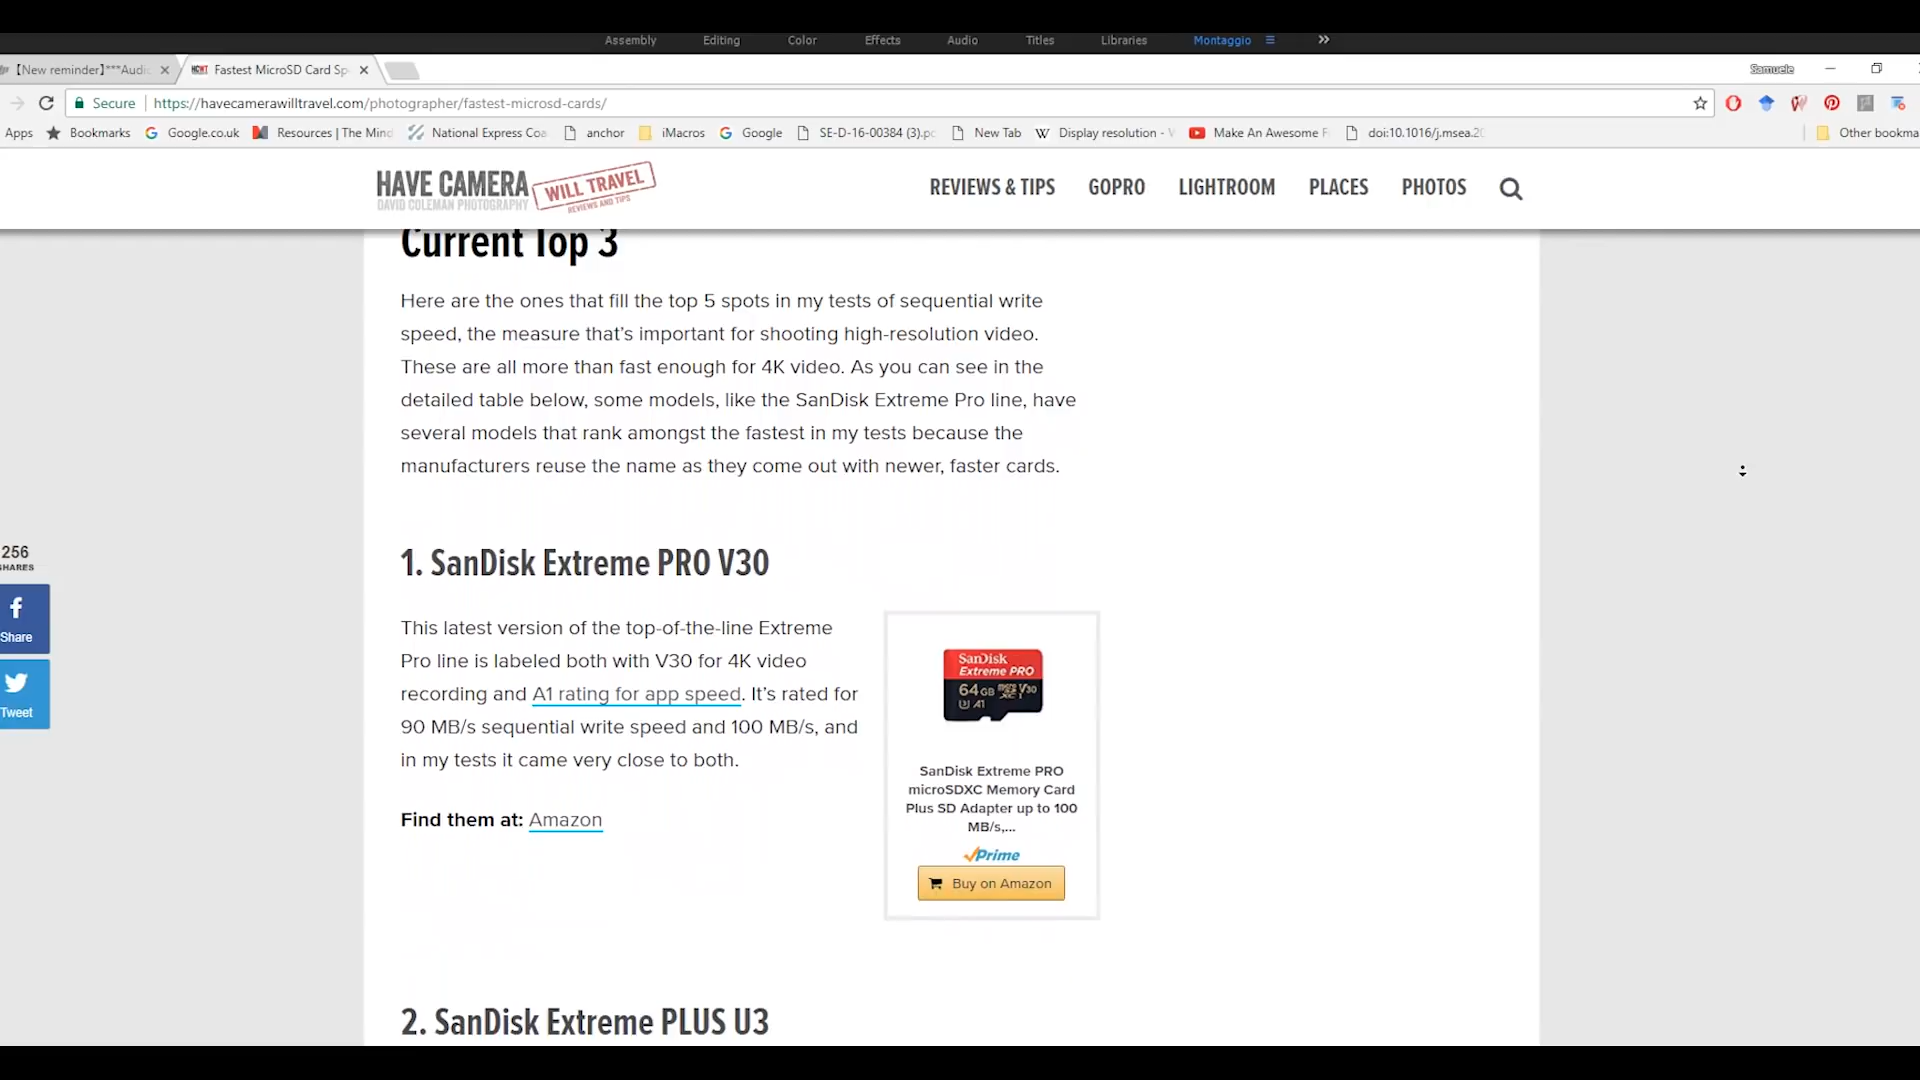 Assembly Editing Color Effects Audio Titles Libraries Montaggio
[New reminder]***Audi
Fastest MicroSD Card Sp
Samuele
Secure https://havecamerawilltravel.com/photographer/fastest-microsd-cards/
Apps Bookmarks Google.co.uk Resources | The Mind National Express Coa anchor iMacros Google SE-D-16-00384 (3).pc New Tab Display resolution - Make An Awesome F doi:10.1016/j.msea.20 Other bookma
HAVE CAMERA
DAVID COLEMAN PHOTOGRAPHY
WILL TRAVEL
REVIEWS AND TIPS
REVIEWS & TIPS GOPRO LIGHTROOM PLACES PHOTOS
Current Top 3
Here are the ones that fill the top 5 spots in my tests of sequential write
speed, the measure that's important for shooting high-resolution video.
These are all more than fast enough for 4K video. As you can see in the
detailed table below, some models, like the SanDisk Extreme Pro line, have
several models that rank amongst the fastest in my tests because the
manufacturers reuse the name as they come out with newer, faster cards.
256
SHARES
Share
Tweet
1. SanDisk Extreme PRO V30
This latest version of the top-of-the-line Extreme
Pro line is labeled both with V30 for 4K video
recording and A1 rating for app speed. It's rated for
90 MB/s sequential write speed and 100 MB/s, and
in my tests it came very close to both.
Find them at: Amazon
SanDisk
Extreme PRO
64 GB micro SD XC I V30
U3 A1
SanDisk Extreme PRO
microSDXC Memory Card
Plus SD Adapter up to 100
MB/s,...
Prime
Buy on Amazon
2. SanDisk Extreme PLUS U3